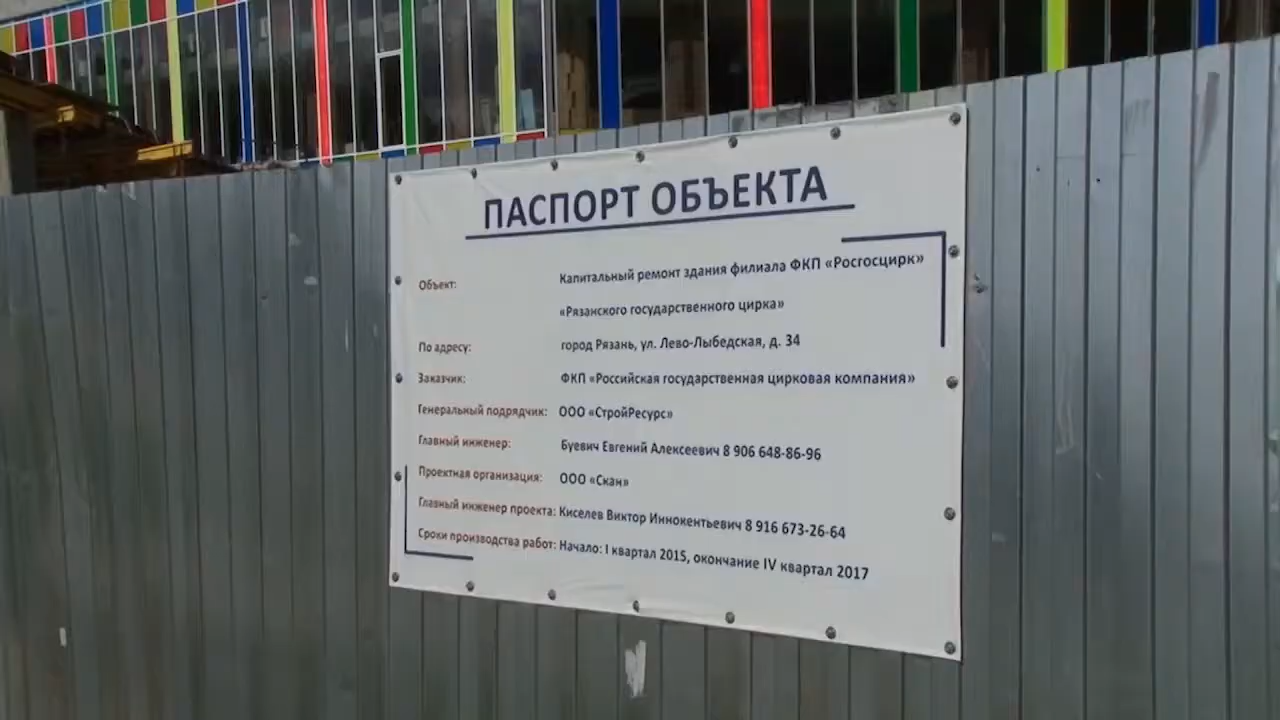 ПАСПОРТ ОБЪЕКТА
Объект: Капитальный ремонт здания филиала ФКП «Росгосцирк»
«Рязанского государственного цирка»
По адресу: город Рязань, ул. Лево-Лыбедская, д. 34
Заказчик: ФКП «Российская государственная цирковая компания»
Генеральный подрядчик: ООО «СтройРесурс»
Главный инженер: Буевич Евгений Алексеевич 8 906 648-86-96
Проектная организация: ООО «Скан»
Главный инженер проекта: Киселев Виктор Иннокентьевич 8 916 673-26-64
Сроки производства работ: Начало: I квартал 2015, окончание IV квартал 2017